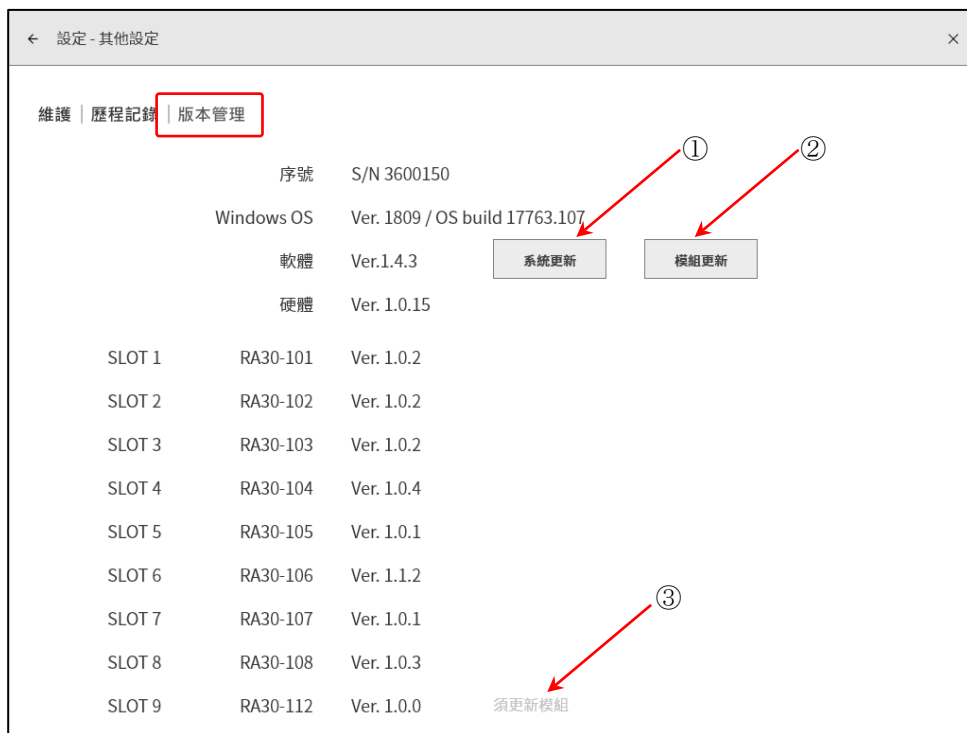 ← 設定 - 其他設定 ×
維護 | 歷程記錄 | 版本管理
① ②
序號 S/N 3600150
Windows OS Ver. 1809 / OS build 17763.107
軟體 Ver.1.4.3 系統更新 模組更新
硬體 Ver. 1.0.15
SLOT 1 RA30-101 Ver. 1.0.2
SLOT 2 RA30-102 Ver. 1.0.2
SLOT 3 RA30-103 Ver. 1.0.2
SLOT 4 RA30-104 Ver. 1.0.4
SLOT 5 RA30-105 Ver. 1.0.1
SLOT 6 RA30-106 Ver. 1.1.2
③
SLOT 7 RA30-107 Ver. 1.0.1
SLOT 8 RA30-108 Ver. 1.0.3
SLOT 9 RA30-112 Ver. 1.0.0 須更新模組